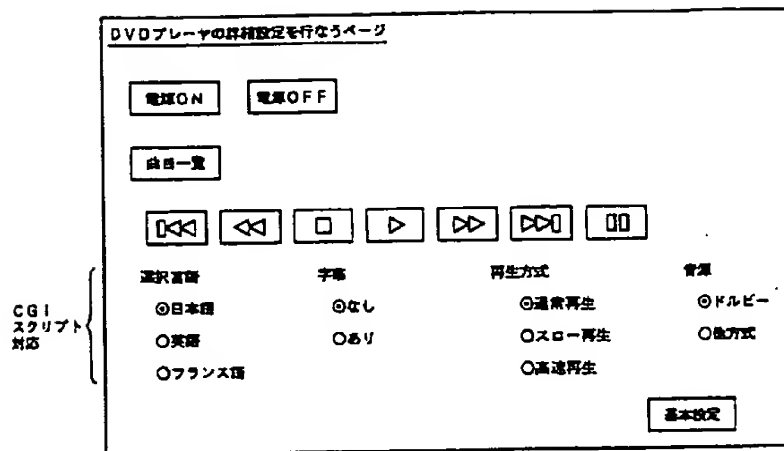 DVDプレーヤの詳細設定を行なうページ
電源ON 電源OFF
曲目一覧
選択言語 字幕 再生方式 音源
◎日本語 ◎なし ◎通常再生 ◎ドルビー
○英語 ○あり ○スロー再生 ○他方式
○フランス語 ○高速再生
CGI
スクリプト
対応
基本設定